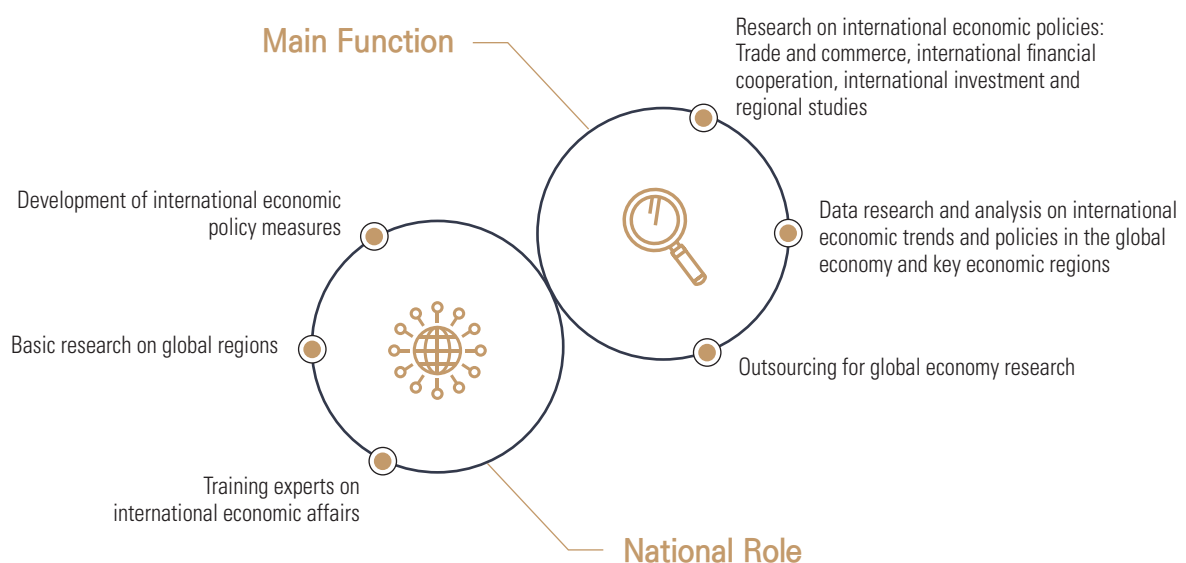 Main Function
Research on international economic policies:
Trade and commerce, international financial
cooperation, international investment and
regional studies
Data research and analysis on international
economic trends and policies in the global
economy and key economic regions
Outsourcing for global economy research
Development of international economic
policy measures
Basic research on global regions
Training experts on
international economic affairs
National Role